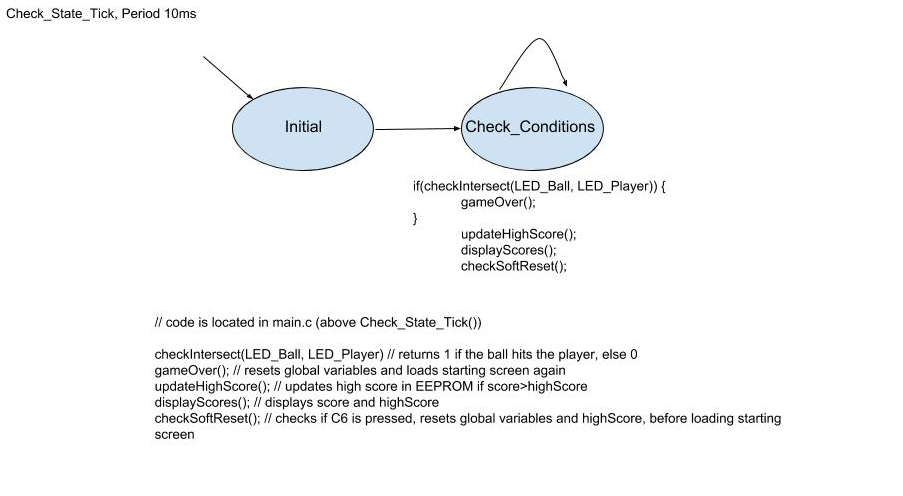 Check_State_Tick, Period 10ms
Initial
Check_Conditions
if(checkIntersect(LED_Ball, LED_Player)) {
gameOver();
}
updateHighScore();
displayScores();
checkSoftReset();
// code is located in main.c (above Check_State_Tick())
checkIntersect(LED_Ball, LED_Player) // returns 1 if the ball hits the player, else 0
gameOver(); // resets global variables and loads starting screen again
updateHighScore(); // updates high score in EEPROM if score>highScore
displayScores(); // displays score and highScore
checkSoftReset(); // checks if C6 is pressed, resets global variables and highScore, before loading starting
screen